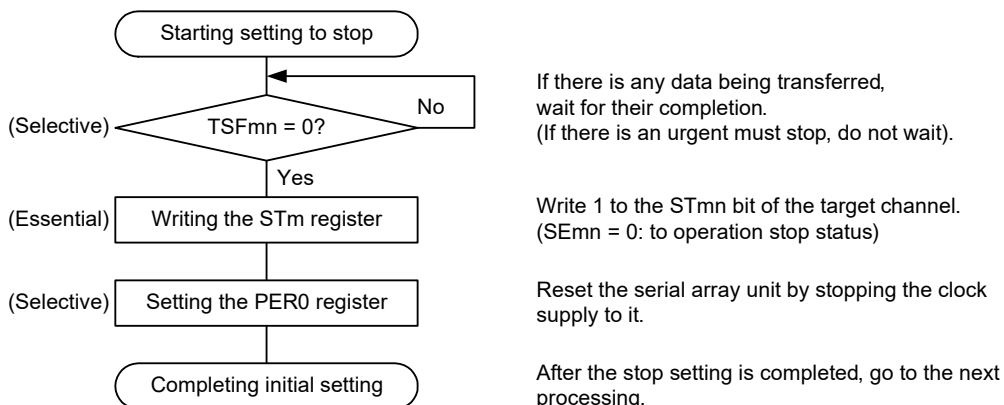 Starting setting to stop
If there is any data being transferred,
wait for their completion.
(If there is an urgent must stop, do not wait).
No
(Selective)
TSFmn = 0?
Yes
(Essential)
Writing the STm register
Write 1 to the STmn bit of the target channel.
(SEmn = 0: to operation stop status)
(Selective)
Setting the PER0 register
Reset the serial array unit by stopping the clock
supply to it.
Completing initial setting
After the stop setting is completed, go to the next
processing.